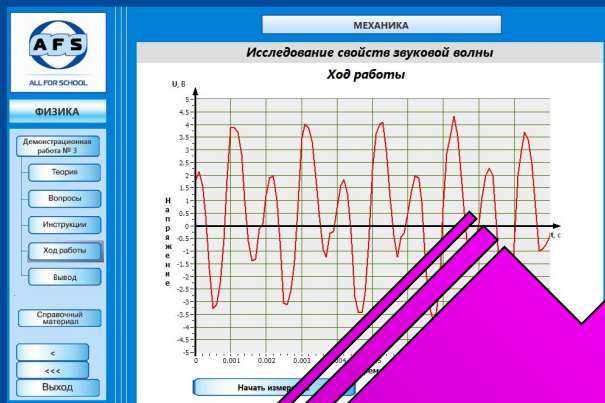 AFS
ALL FOR SCHOOL
ФИЗИКА
Демонстрационная
работа № 3
Теория
Вопросы
Инструкции
Ход работы
Вывод
Справочный
материал
<
<<<
Выход
МЕХАНИКА
Исследование свойств звуковой волны
Ход работы
U, В
5
4.5
4
3.5
3
2.5
2
1.5
1
0.5
0
-0.5
-1
-1.5
-2
-2.5
-3
-3.5
-4
-4.5
-5
Напряжение
t, с
0 0.001 0.002 0.003
Начать